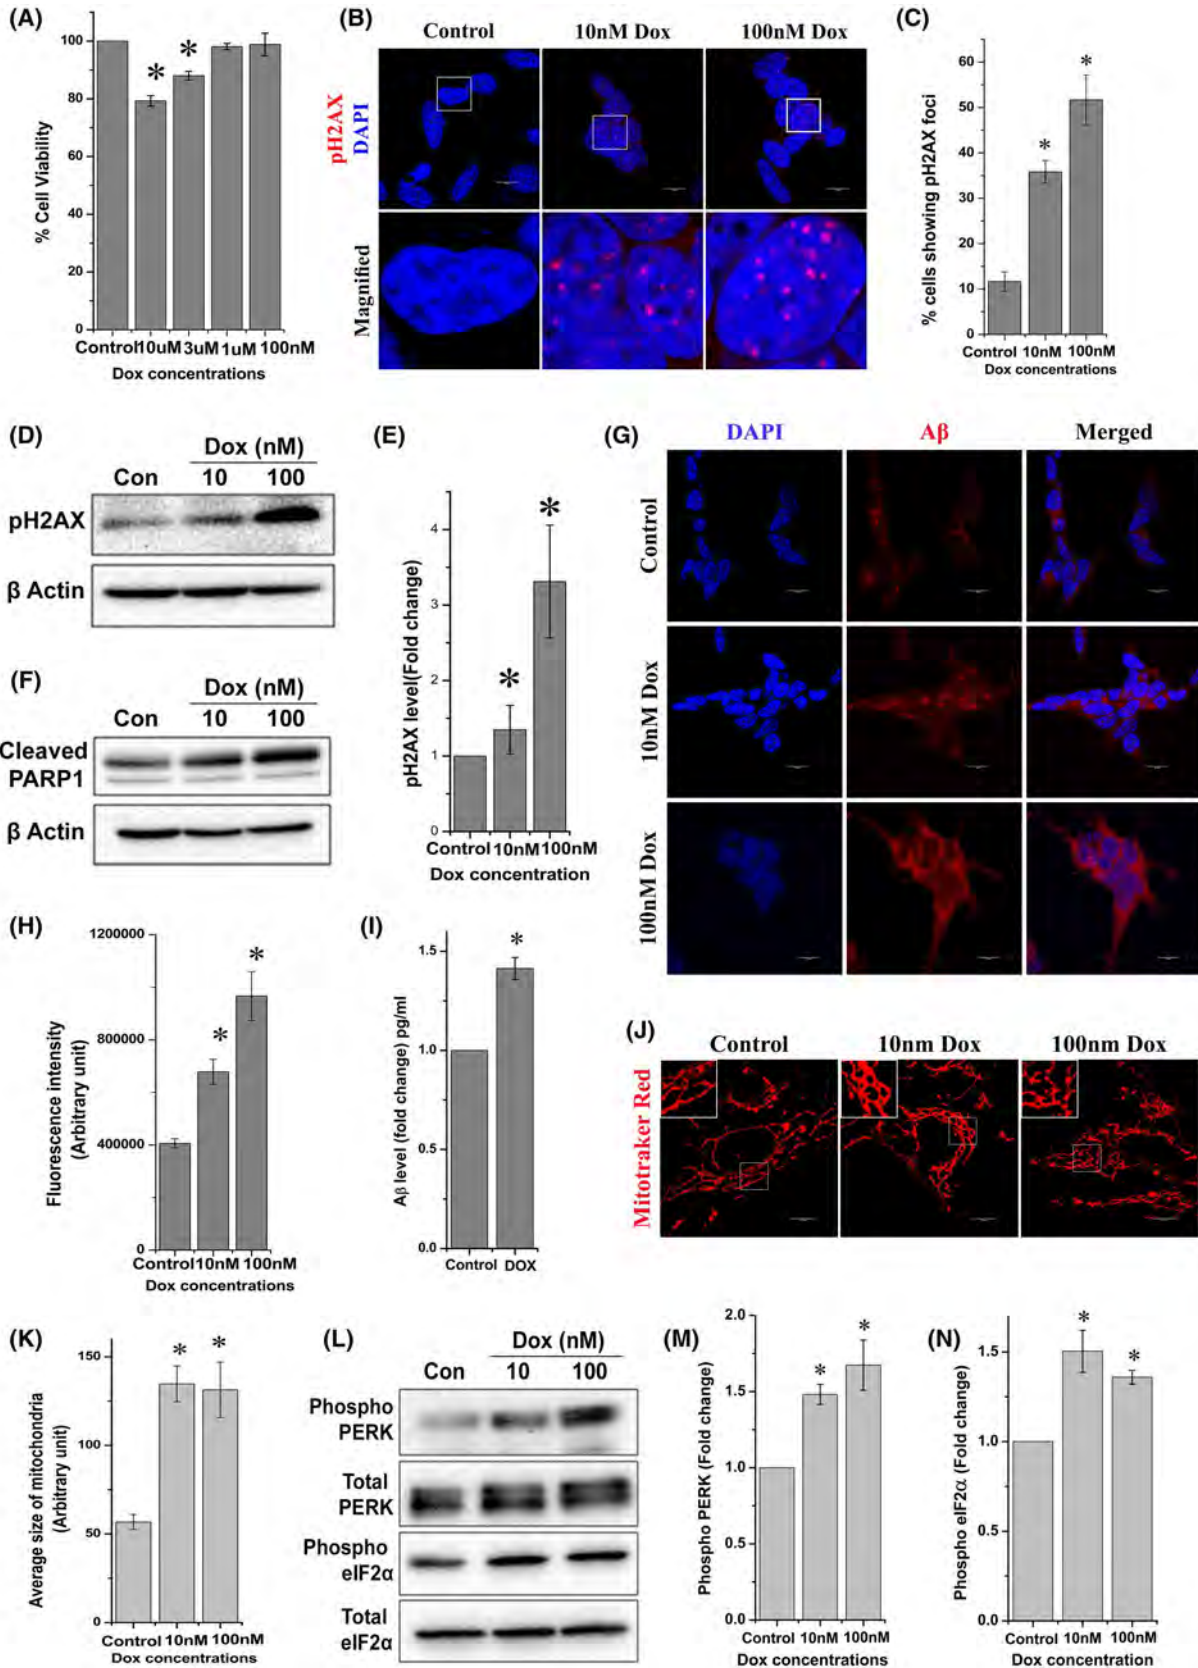 (A)
% Cell Viability
100
80
60
40
20
0
Control 10uM 3uM 1uM 100nM
Dox concentrations
* *
(B)
Control 10nM Dox 100nM Dox
pH2AX
DAPI
Magnified
(C)
% cells showing pH2AX foci
60
50
40
30
20
10
0
* *
Control 10nM 100nM
Dox concentrations
(D)
Dox (nM)
Con 10 100
pH2AX
β Actin
(E)
pH2AX level(Fold change)
4
3
2
1
0
* *
Control 10nM 100nM
Dox concentration
(F)
Dox (nM)
Con 10 100
Cleaved
PARP1
β Actin
(G)
DAPI Aβ Merged
Control
10nM Dox
100nM Dox
(H)
Fluorescence intensity
(Arbitrary unit)
1200000
800000
400000
0
* *
Control 10nM 100nM
Dox concentrations
(I)
Aβ level (fold change) pg/ml
1.5
1.0
0.5
0.0
*
Control DOX
(J)
Control 10nm Dox 100nm Dox
Mitotraker Red
(K)
Average size of mitochondria
(Arbitrary unit)
150
100
50
0
* *
Control 10nM 100nM
Dox concentrations
(L)
Dox (nM)
Con 10 100
Phospho
PERK
Total
PERK
Phospho
eIF2α
Total
eIF2α
(M)
Phospho PERK (Fold change)
2.0
1.5
1.0
0.5
0.0
* *
Control 10nM 100nM
Dox concentrations
(N)
Phospho eIF2α (Fold change)
1.5
1.0
0.5
0.0
* *
Control 10nM 100nM
Dox concentration